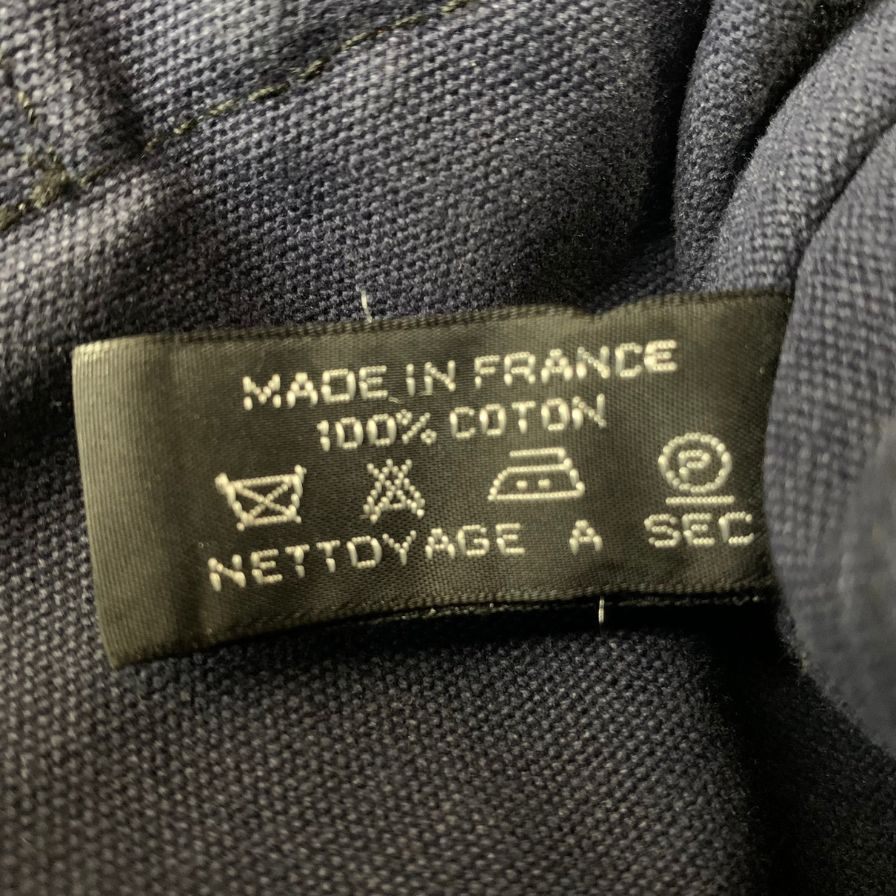 MADE IN FRANCE
100% COTON
P
NETTOYAGE A SEC